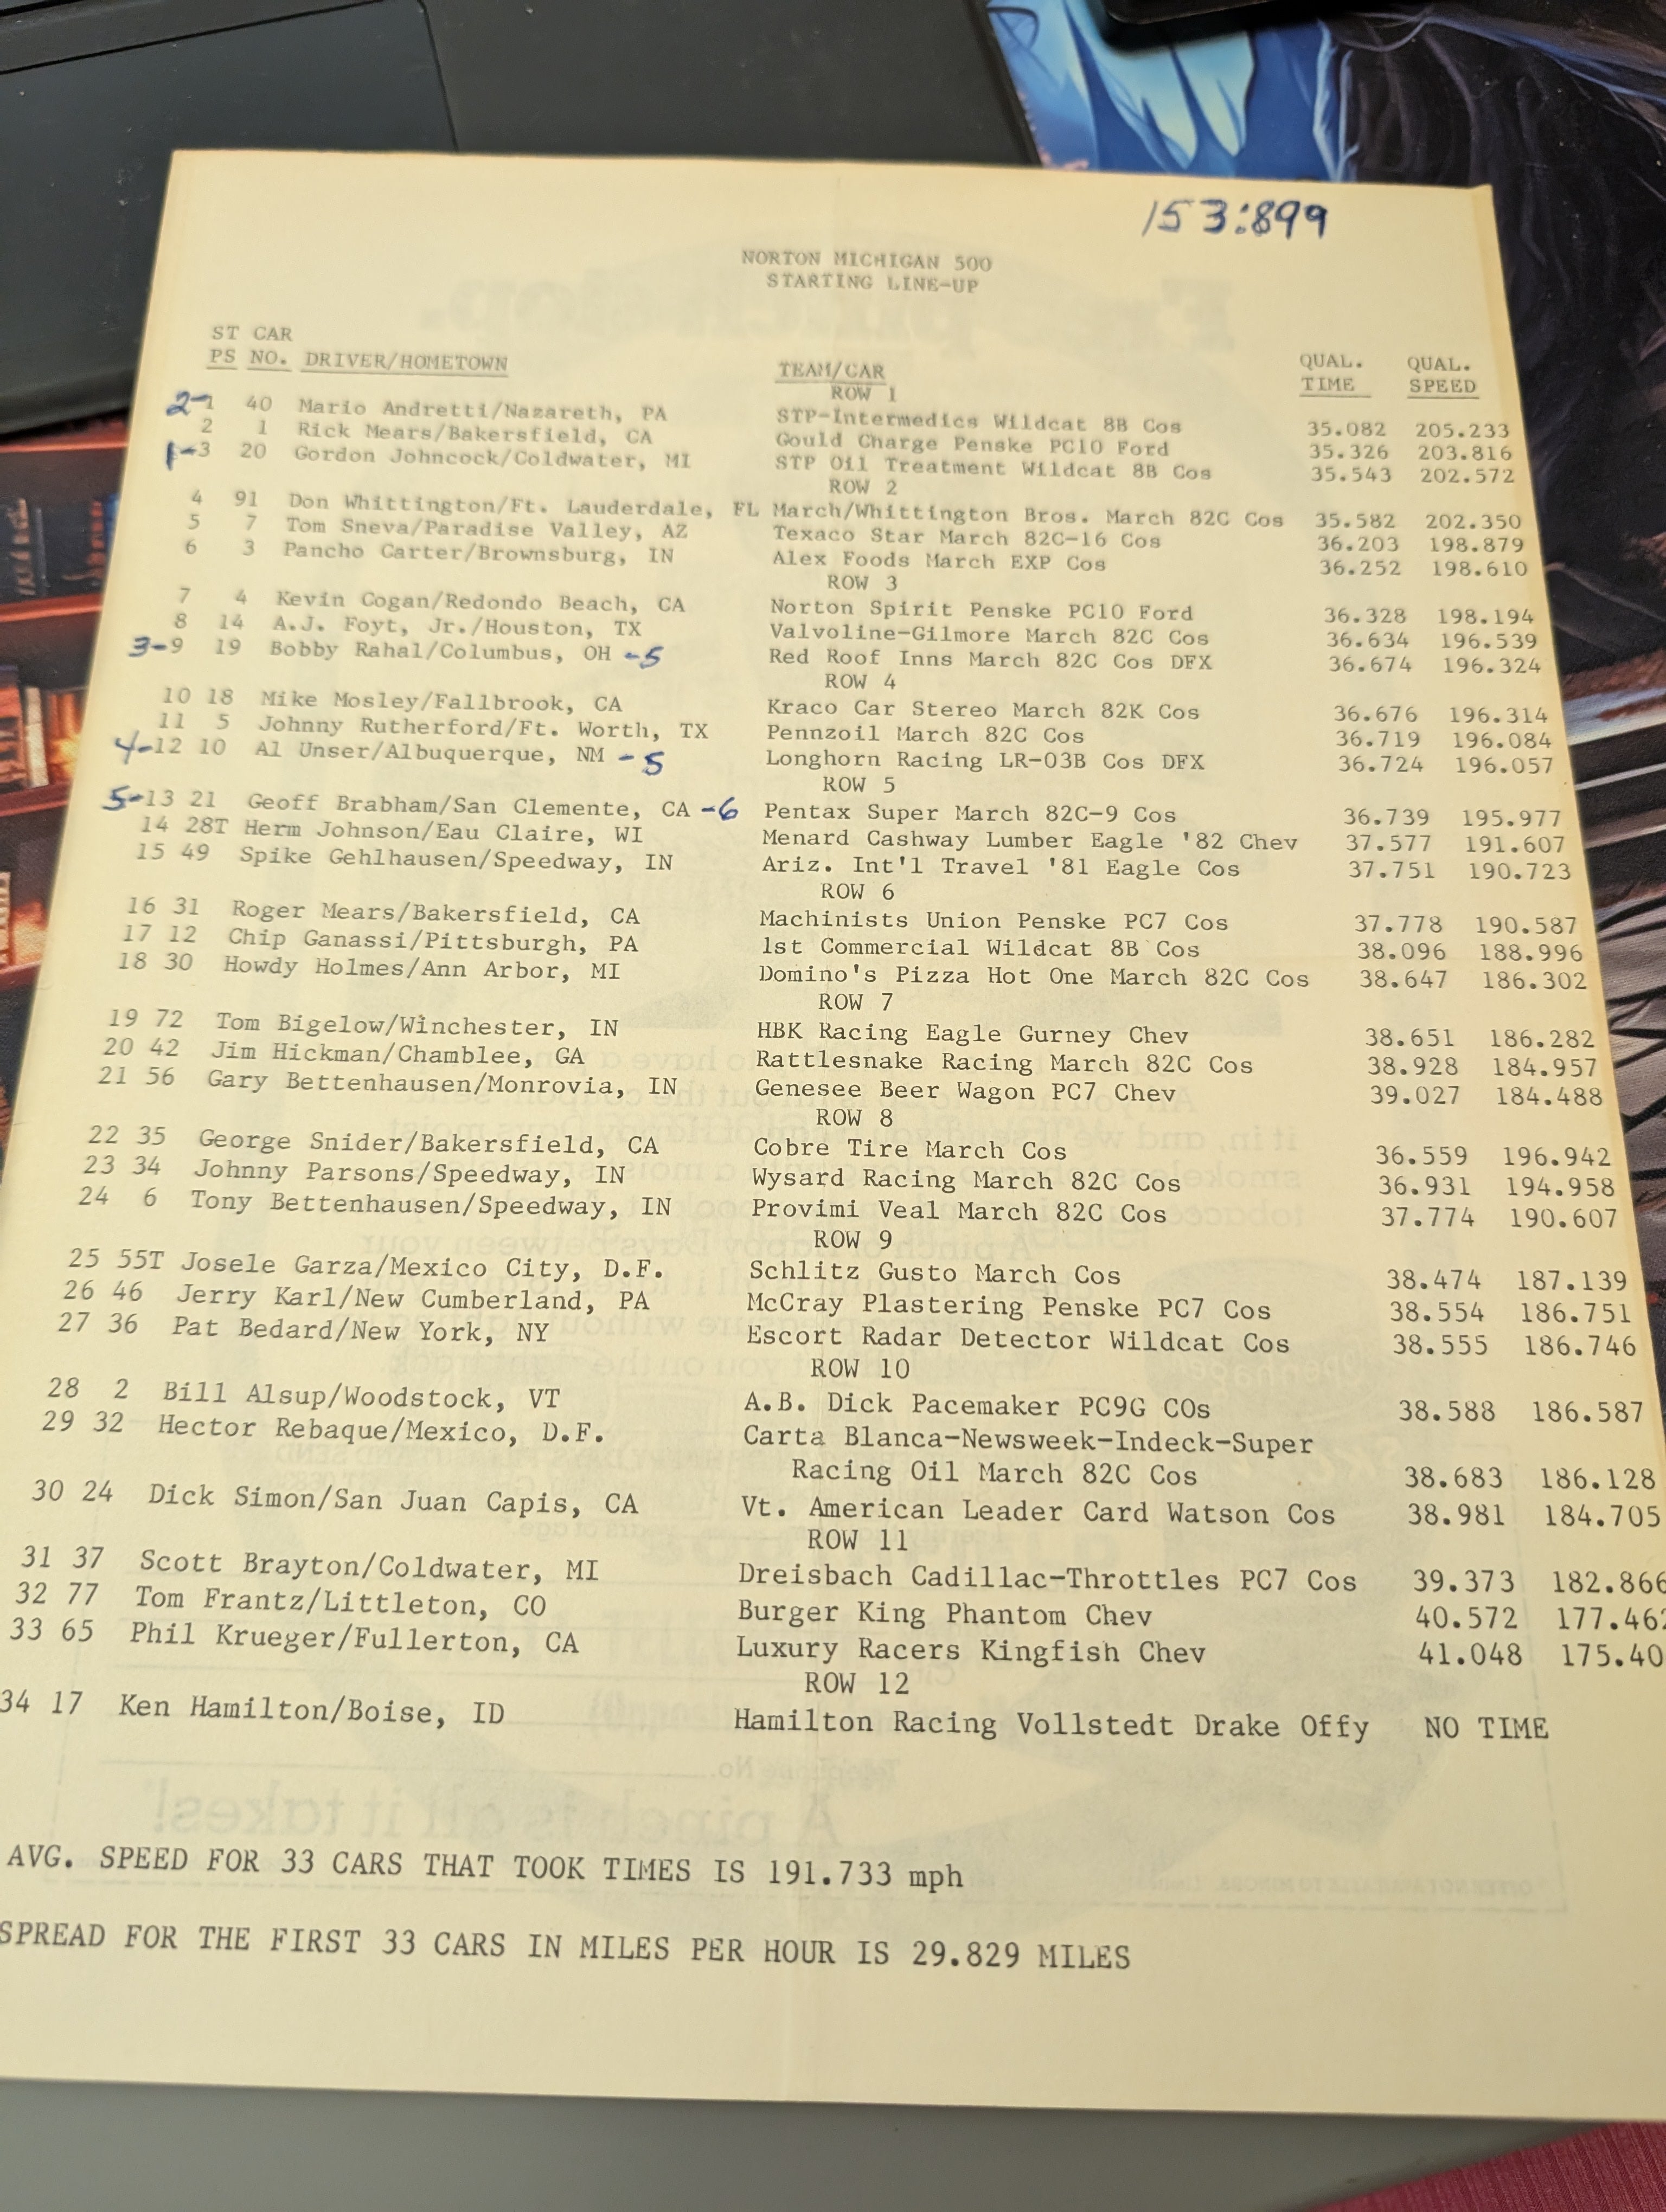 153:899
NORTON MICHIGAN 500
STARTING LINE-UP
ST CAR QUAL. QUAL.
PS NO. DRIVER/HOMETOWN TEAM/CAR TIME SPEED
ROW 1
2-1 40 Mario Andretti/Nazareth, PA STP-Intermedics Wildcat 8B Cos 35.082 205.233
2 1 Rick Mears/Bakersfield, CA Gould Charge Penske PC10 Ford 35.326 203.816
1-3 20 Gordon Johncock/Coldwater, MI STP Oil Treatment Wildcat 8B Cos 35.543 202.572
ROW 2
4 91 Don Whittington/Ft. Lauderdale, FL March/Whittington Bros. March 82C Cos 35.582 202.350
5 7 Tom Sneva/Paradise Valley, AZ Texaco Star March 82C-16 Cos 36.203 198.879
6 3 Pancho Carter/Brownsburg, IN Alex Foods March EXP Cos 36.252 198.610
ROW 3
7 4 Kevin Cogan/Redondo Beach, CA Norton Spirit Penske PC10 Ford 36.328 198.194
8 14 A.J. Foyt, Jr./Houston, TX Valvoline-Gilmore March 82C Cos 36.634 196.539
3-9 19 Bobby Rahal/Columbus, OH -5 Red Roof Inns March 82C Cos DFX 36.674 196.324
ROW 4
10 18 Mike Mosley/Fallbrook, CA Kraco Car Stereo March 82K Cos 36.676 196.314
11 5 Johnny Rutherford/Ft. Worth, TX Pennzoil March 82C Cos 36.719 196.084
4-12 10 Al Unser/Albuquerque, NM -5 Longhorn Racing LR-03B Cos DFX 36.724 196.057
ROW 5
5-13 21 Geoff Brabham/San Clemente, CA -6 Pentax Super March 82C-9 Cos 36.739 195.977
14 28T Herm Johnson/Eau Claire, WI Menard Cashway Lumber Eagle '82 Chev 37.577 191.607
15 49 Spike Gehlhausen/Speedway, IN Ariz. Int'l Travel '81 Eagle Cos 37.751 190.723
ROW 6
16 31 Roger Mears/Bakersfield, CA Machinists Union Penske PC7 Cos 37.778 190.587
17 12 Chip Ganassi/Pittsburgh, PA 1st Commercial Wildcat 8B Cos 38.096 188.996
18 30 Howdy Holmes/Ann Arbor, MI Domino's Pizza Hot One March 82C Cos 38.647 186.302
ROW 7
19 72 Tom Bigelow/Winchester, IN HBK Racing Eagle Gurney Chev 38.651 186.282
20 42 Jim Hickman/Chamblee, GA Rattlesnake Racing March 82C Cos 38.928 184.957
21 56 Gary Bettenhausen/Monrovia, IN Genesee Beer Wagon PC7 Chev 39.027 184.488
ROW 8
22 35 George Snider/Bakersfield, CA Cobre Tire March Cos 36.559 196.942
23 34 Johnny Parsons/Speedway, IN Wysard Racing March 82C Cos 36.931 194.958
24 6 Tony Bettenhausen/Speedway, IN Provimi Veal March 82C Cos 37.774 190.607
ROW 9
25 55T Josele Garza/Mexico City, D.F. Schlitz Gusto March Cos 38.474 187.139
26 46 Jerry Karl/New Cumberland, PA McCray Plastering Penske PC7 Cos 38.554 186.751
27 36 Pat Bedard/New York, NY Escort Radar Detector Wildcat Cos 38.555 186.746
ROW 10
28 2 Bill Alsup/Woodstock, VT A.B. Dick Pacemaker PC9G COs 38.588 186.587
29 32 Hector Rebaque/Mexico, D.F. Carta Blanca-Newsweek-Indeck-Super
Racing Oil March 82C Cos 38.683 186.128
30 24 Dick Simon/San Juan Capis, CA Vt. American Leader Card Watson Cos 38.981 184.705
ROW 11
31 37 Scott Brayton/Coldwater, MI Dreisbach Cadillac-Throttles PC7 Cos 39.373 182.866
32 77 Tom Frantz/Littleton, CO Burger King Phantom Chev 40.572 177.462
33 65 Phil Krueger/Fullerton, CA Luxury Racers Kingfish Chev 41.048 175.40
ROW 12
34 17 Ken Hamilton/Boise, ID Hamilton Racing Vollstedt Drake Offy NO TIME
AVG. SPEED FOR 33 CARS THAT TOOK TIMES IS 191.733 mph
SPREAD FOR THE FIRST 33 CARS IN MILES PER HOUR IS 29.829 MILES